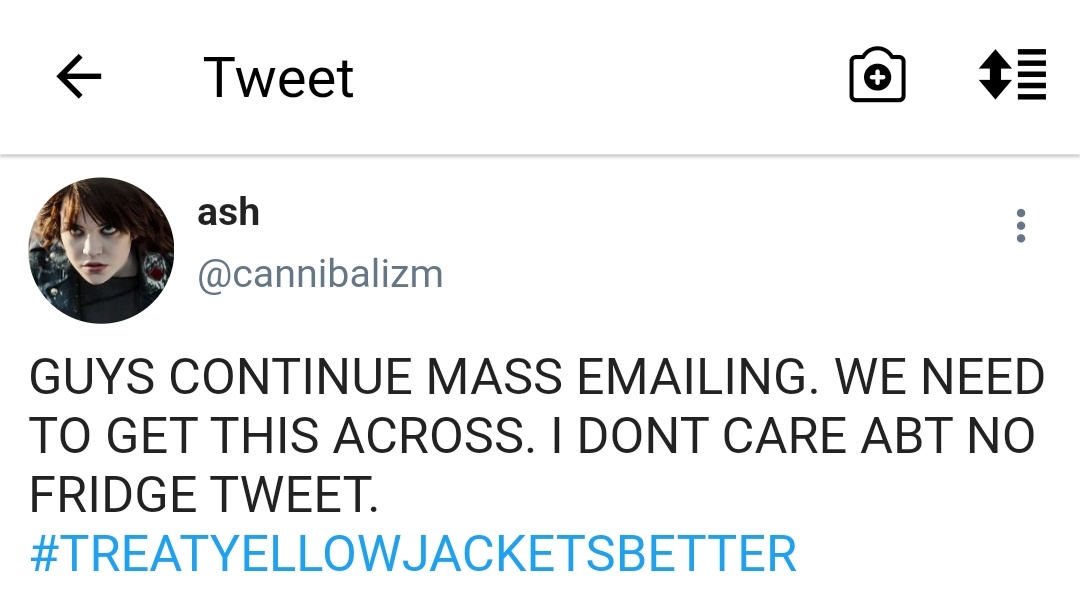 Tweet
ash
@cannibalizm
GUYS CONTINUE MASS EMAILING. WE NEED
TO GET THIS ACROSS. I DONT CARE ABT NO
FRIDGE TWEET.
#TREATYELLOWJACKETSBETTER